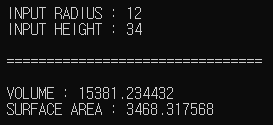 INPUT RADIUS : 12
INPUT HEIGHT : 34
================================
VOLUME : 15381.234432
SURFACE AREA : 3468.317568